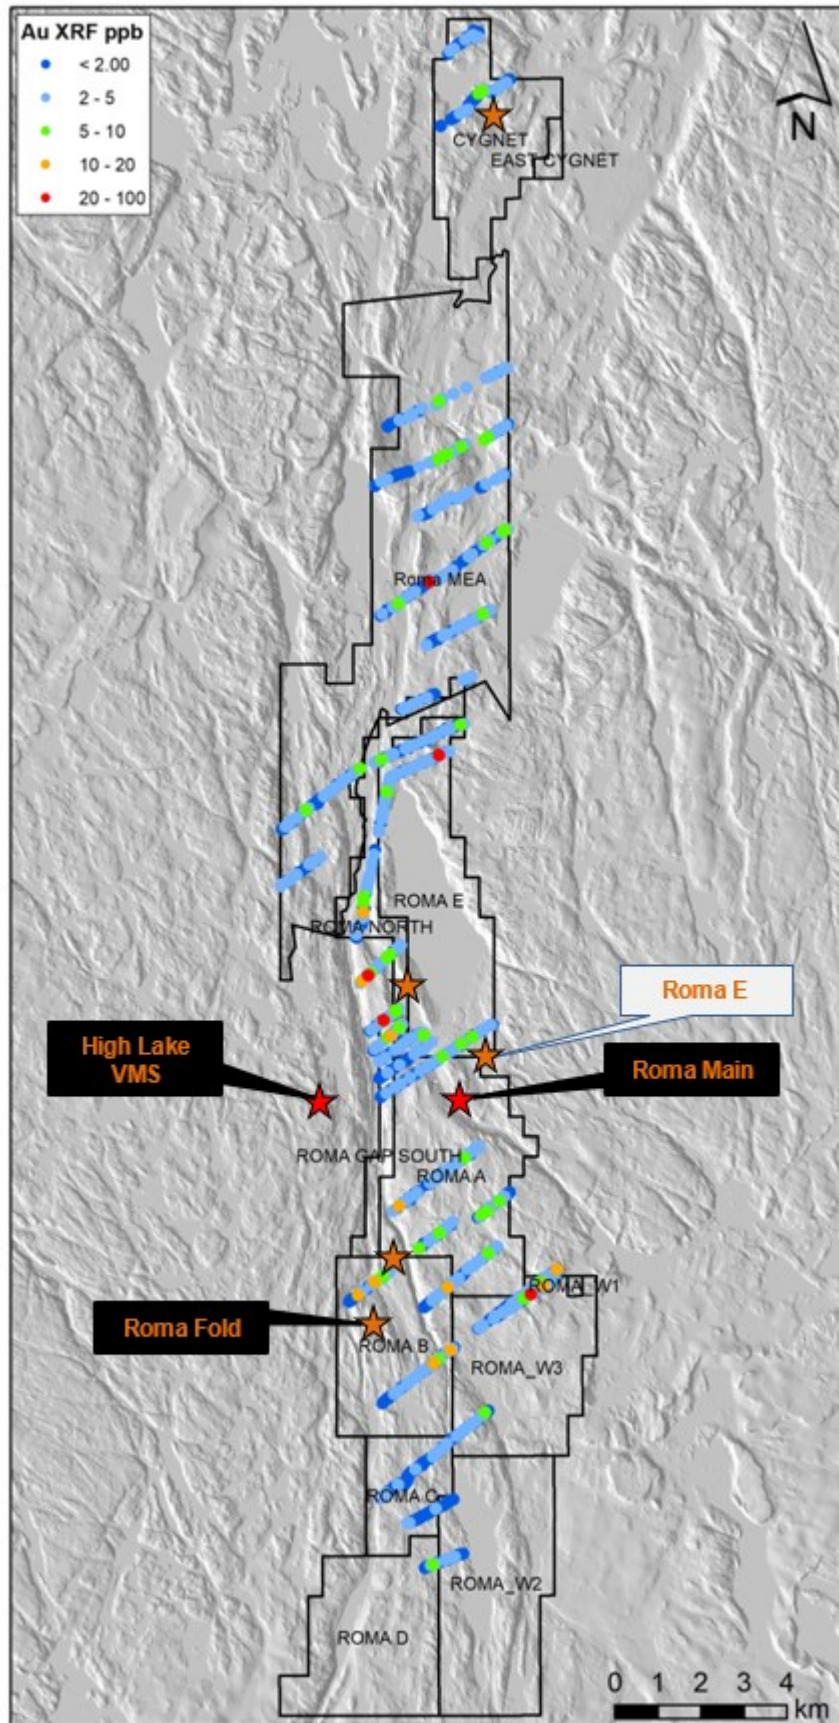 Au XRF ppb
< 2.00
2 - 5
5 - 10
10 - 20
20 - 100
N
CYGNET
EAST CYGNET
Roma MEA
ROMA E
ROMA NORTH
Roma E
High Lake
VMS
Roma Main
ROMA GAP SOUTH
ROMA A
ROMA_W1
Roma Fold
ROMA B
ROMA_W3
ROMA C
ROMA_W2
ROMA D
0 1 2 3 4
km